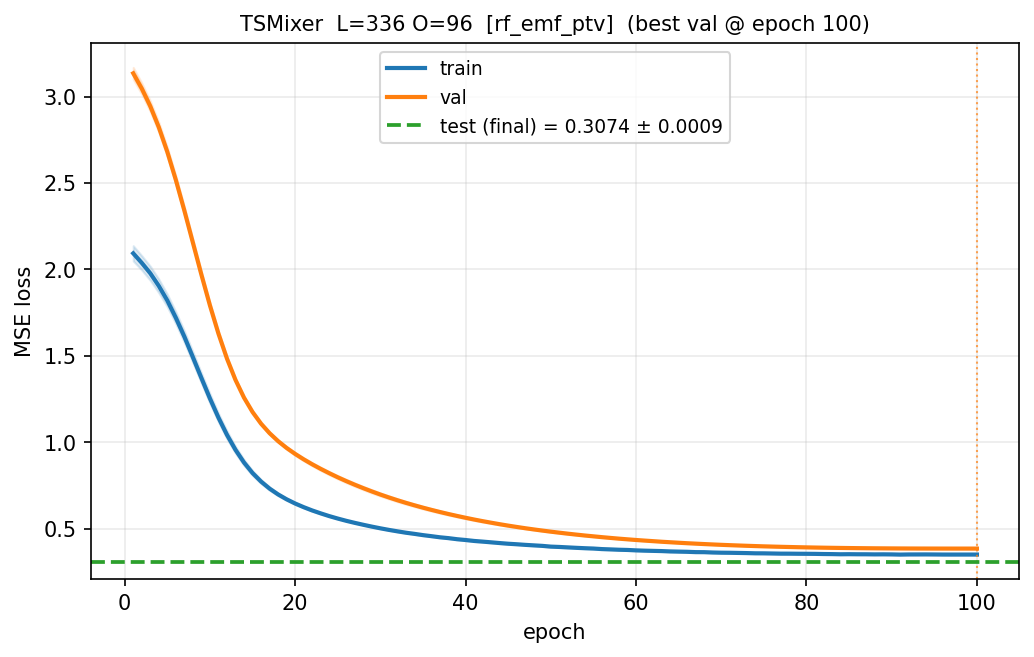 TSMixer L=336 O=96 [rf_emf_ptv] (best val @ epoch 100)
train
val
test (final) = 0.3074 ± 0.0009
MSE loss
3.0
2.5
2.0
1.5
1.0
0.5
0 20 40 60 80 100
epoch